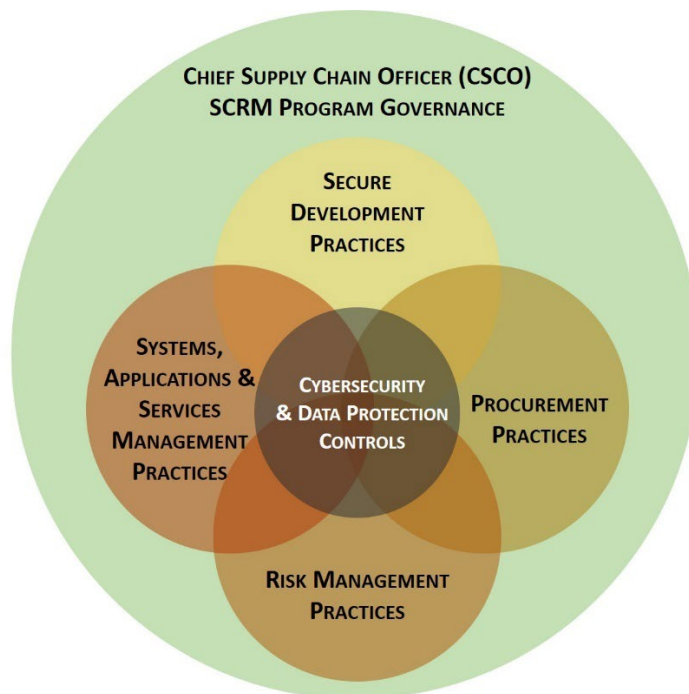 Chief Supply Chain Officer (CSCO)
SCRM Program Governance
Secure
Development
Practices
Systems,
Applications &
Services
Management
Practices
Cybersecurity
& Data Protection
Controls
Procurement
Practices
Risk Management
Practices